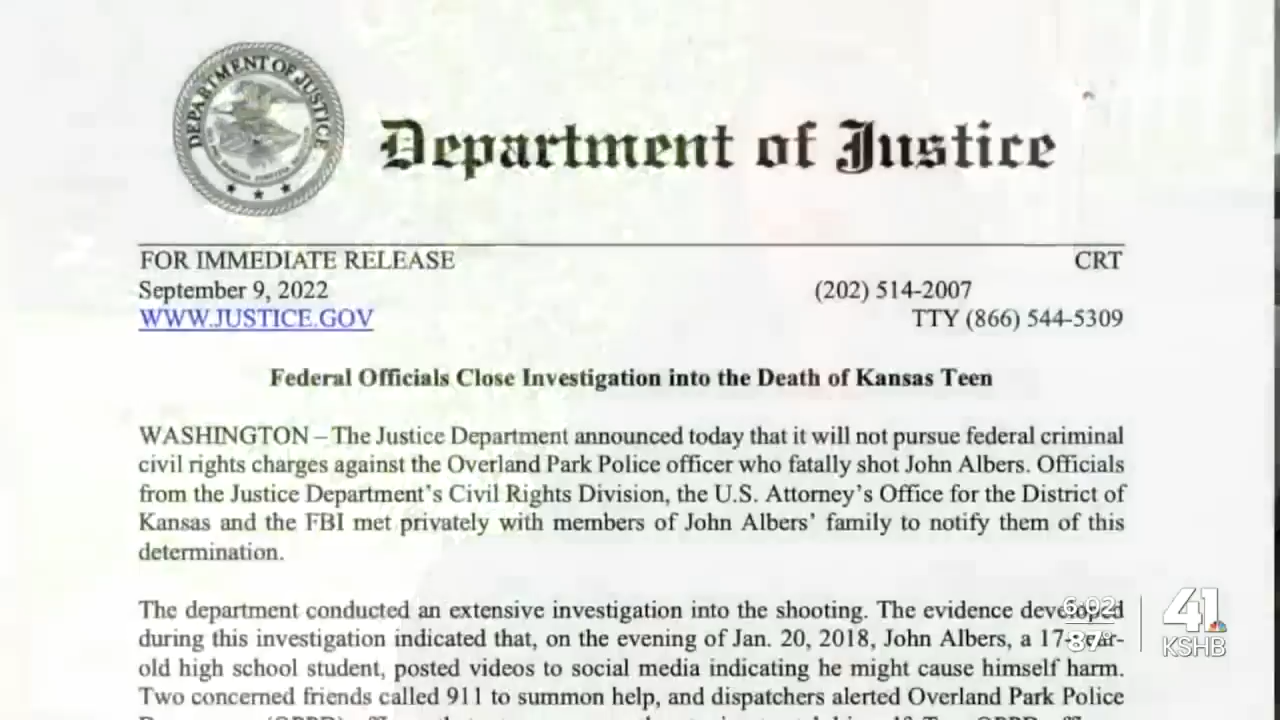 DEPARTMENT OF JUSTICE
Department of Justice
FOR IMMEDIATE RELEASE CRT
September 9, 2022 (202) 514-2007
WWW.JUSTICE.GOV TTY (866) 544-5309
Federal Officials Close Investigation into the Death of Kansas Teen
WASHINGTON – The Justice Department announced today that it will not pursue federal criminal
civil rights charges against the Overland Park Police officer who fatally shot John Albers. Officials
from the Justice Department's Civil Rights Division, the U.S. Attorney's Office for the District of
Kansas and the FBI met privately with members of John Albers' family to notify them of this
determination.
The department conducted an extensive investigation into the shooting. The evidence developed
during this investigation indicated that, on the evening of Jan. 20, 2018, John Albers, a 17-year-
old high school student, posted videos to social media indicating he might cause himself harm.
Two concerned friends called 911 to summon help, and dispatchers alerted Overland Park Police
6:02
87°
41
KSHB